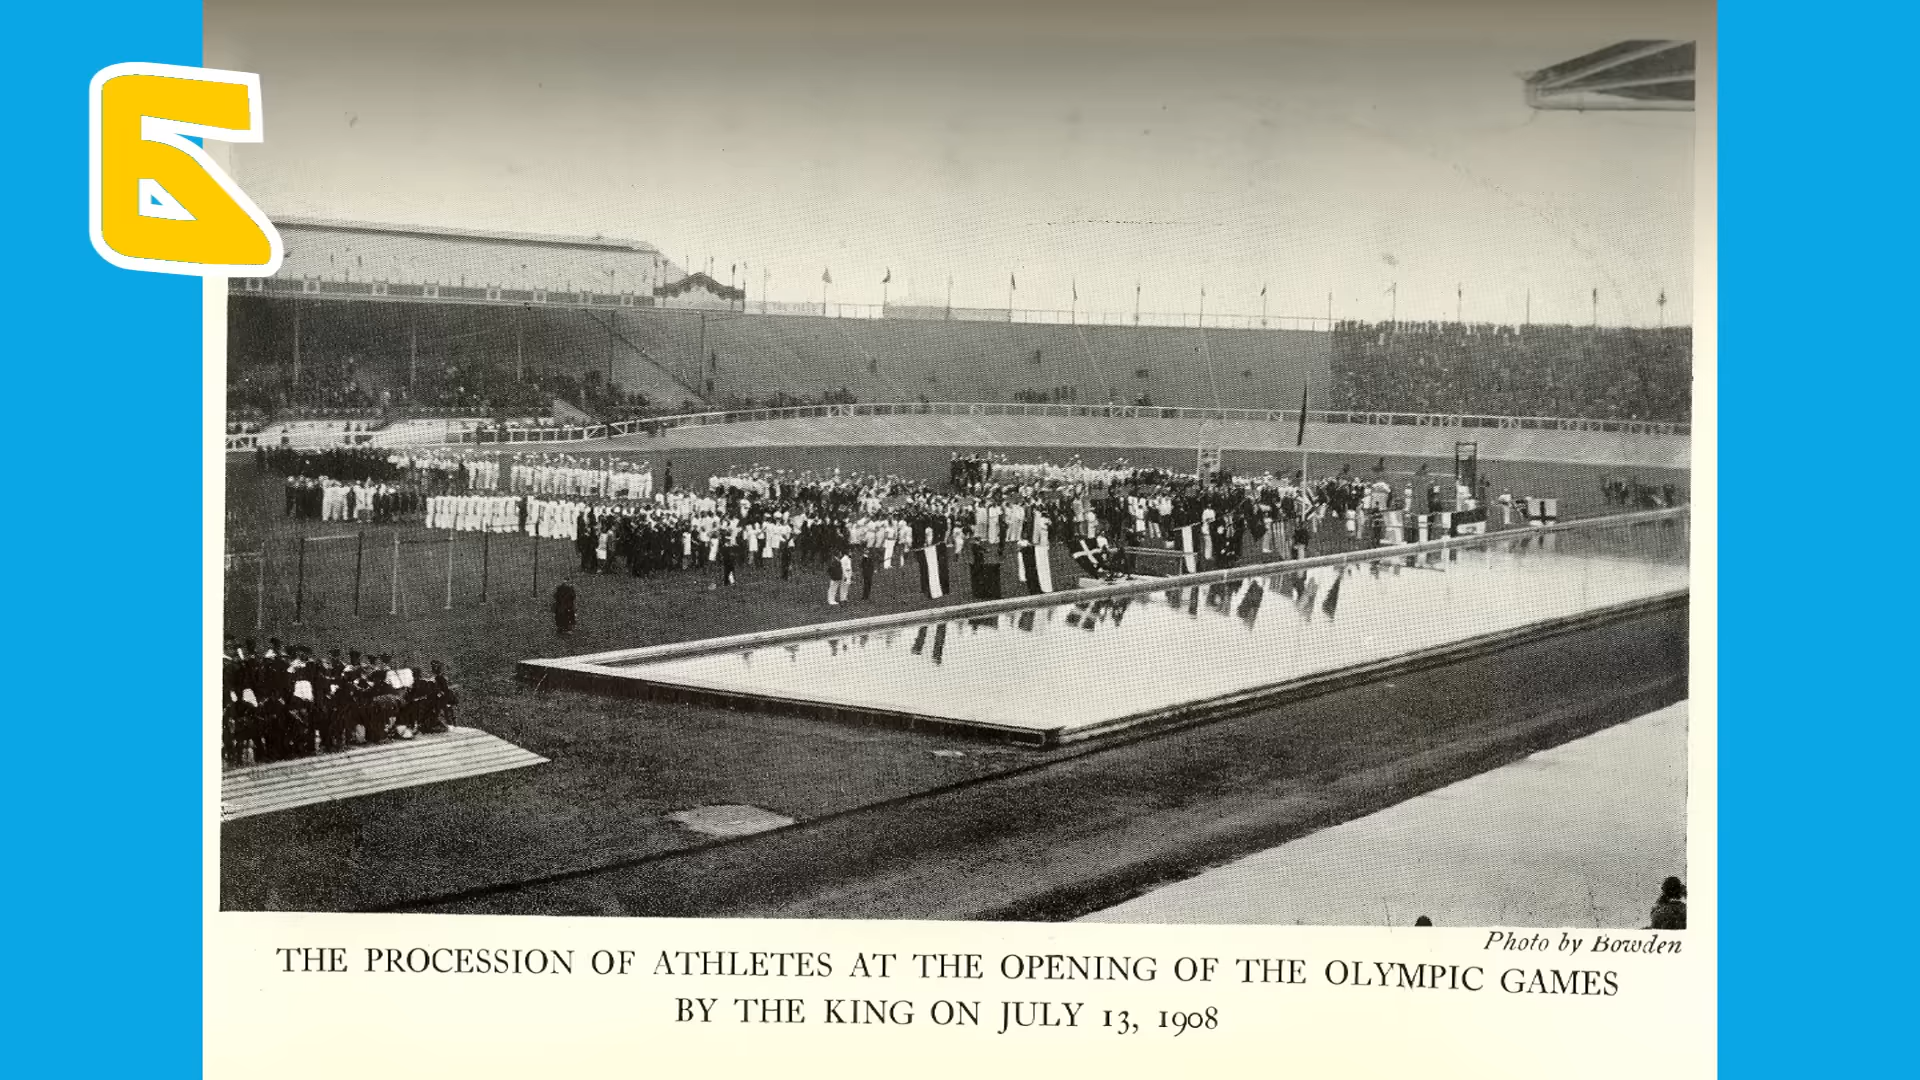 6
Photo by Bowden
THE PROCESSION OF ATHLETES AT THE OPENING OF THE OLYMPIC GAMES
BY THE KING ON JULY 13, 1908